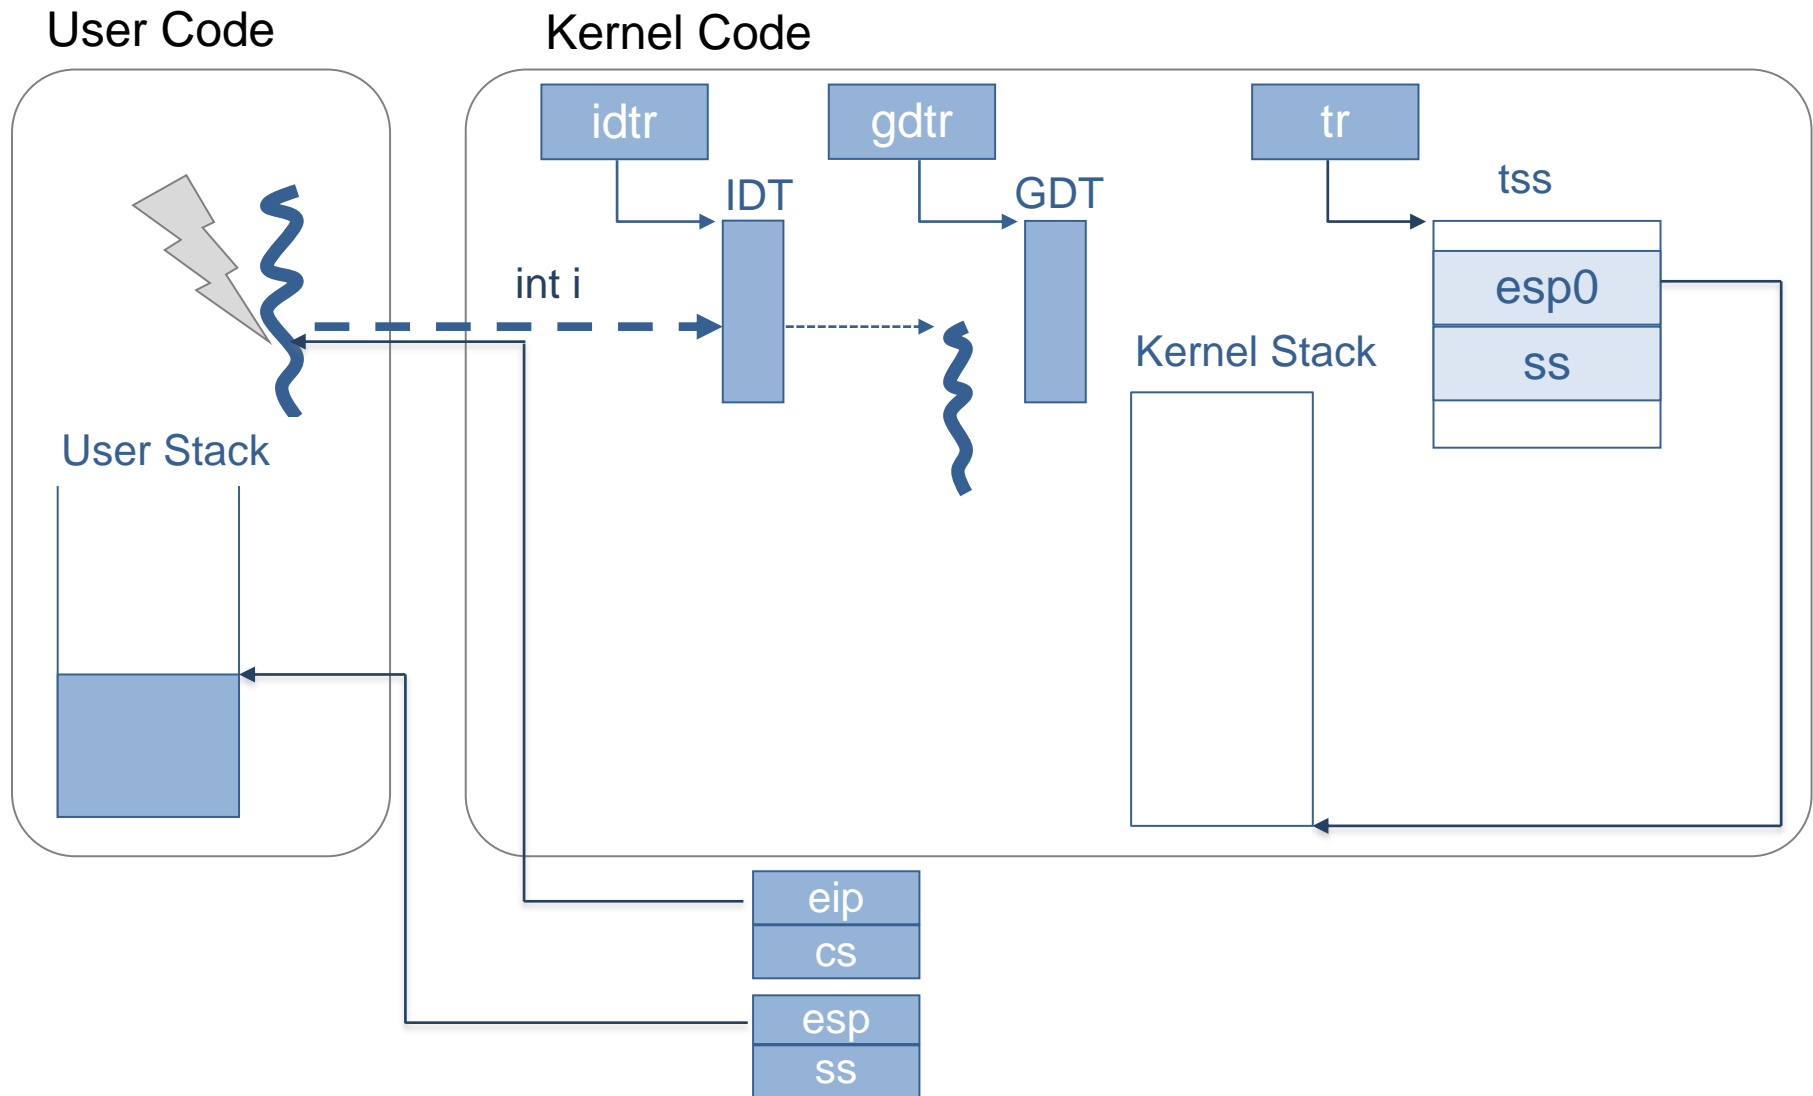 User Code
Kernel Code
idtr
gdtr
tr
IDT
GDT
tss
int i
esp0
ss
Kernel Stack
User Stack
eip
cs
esp
ss